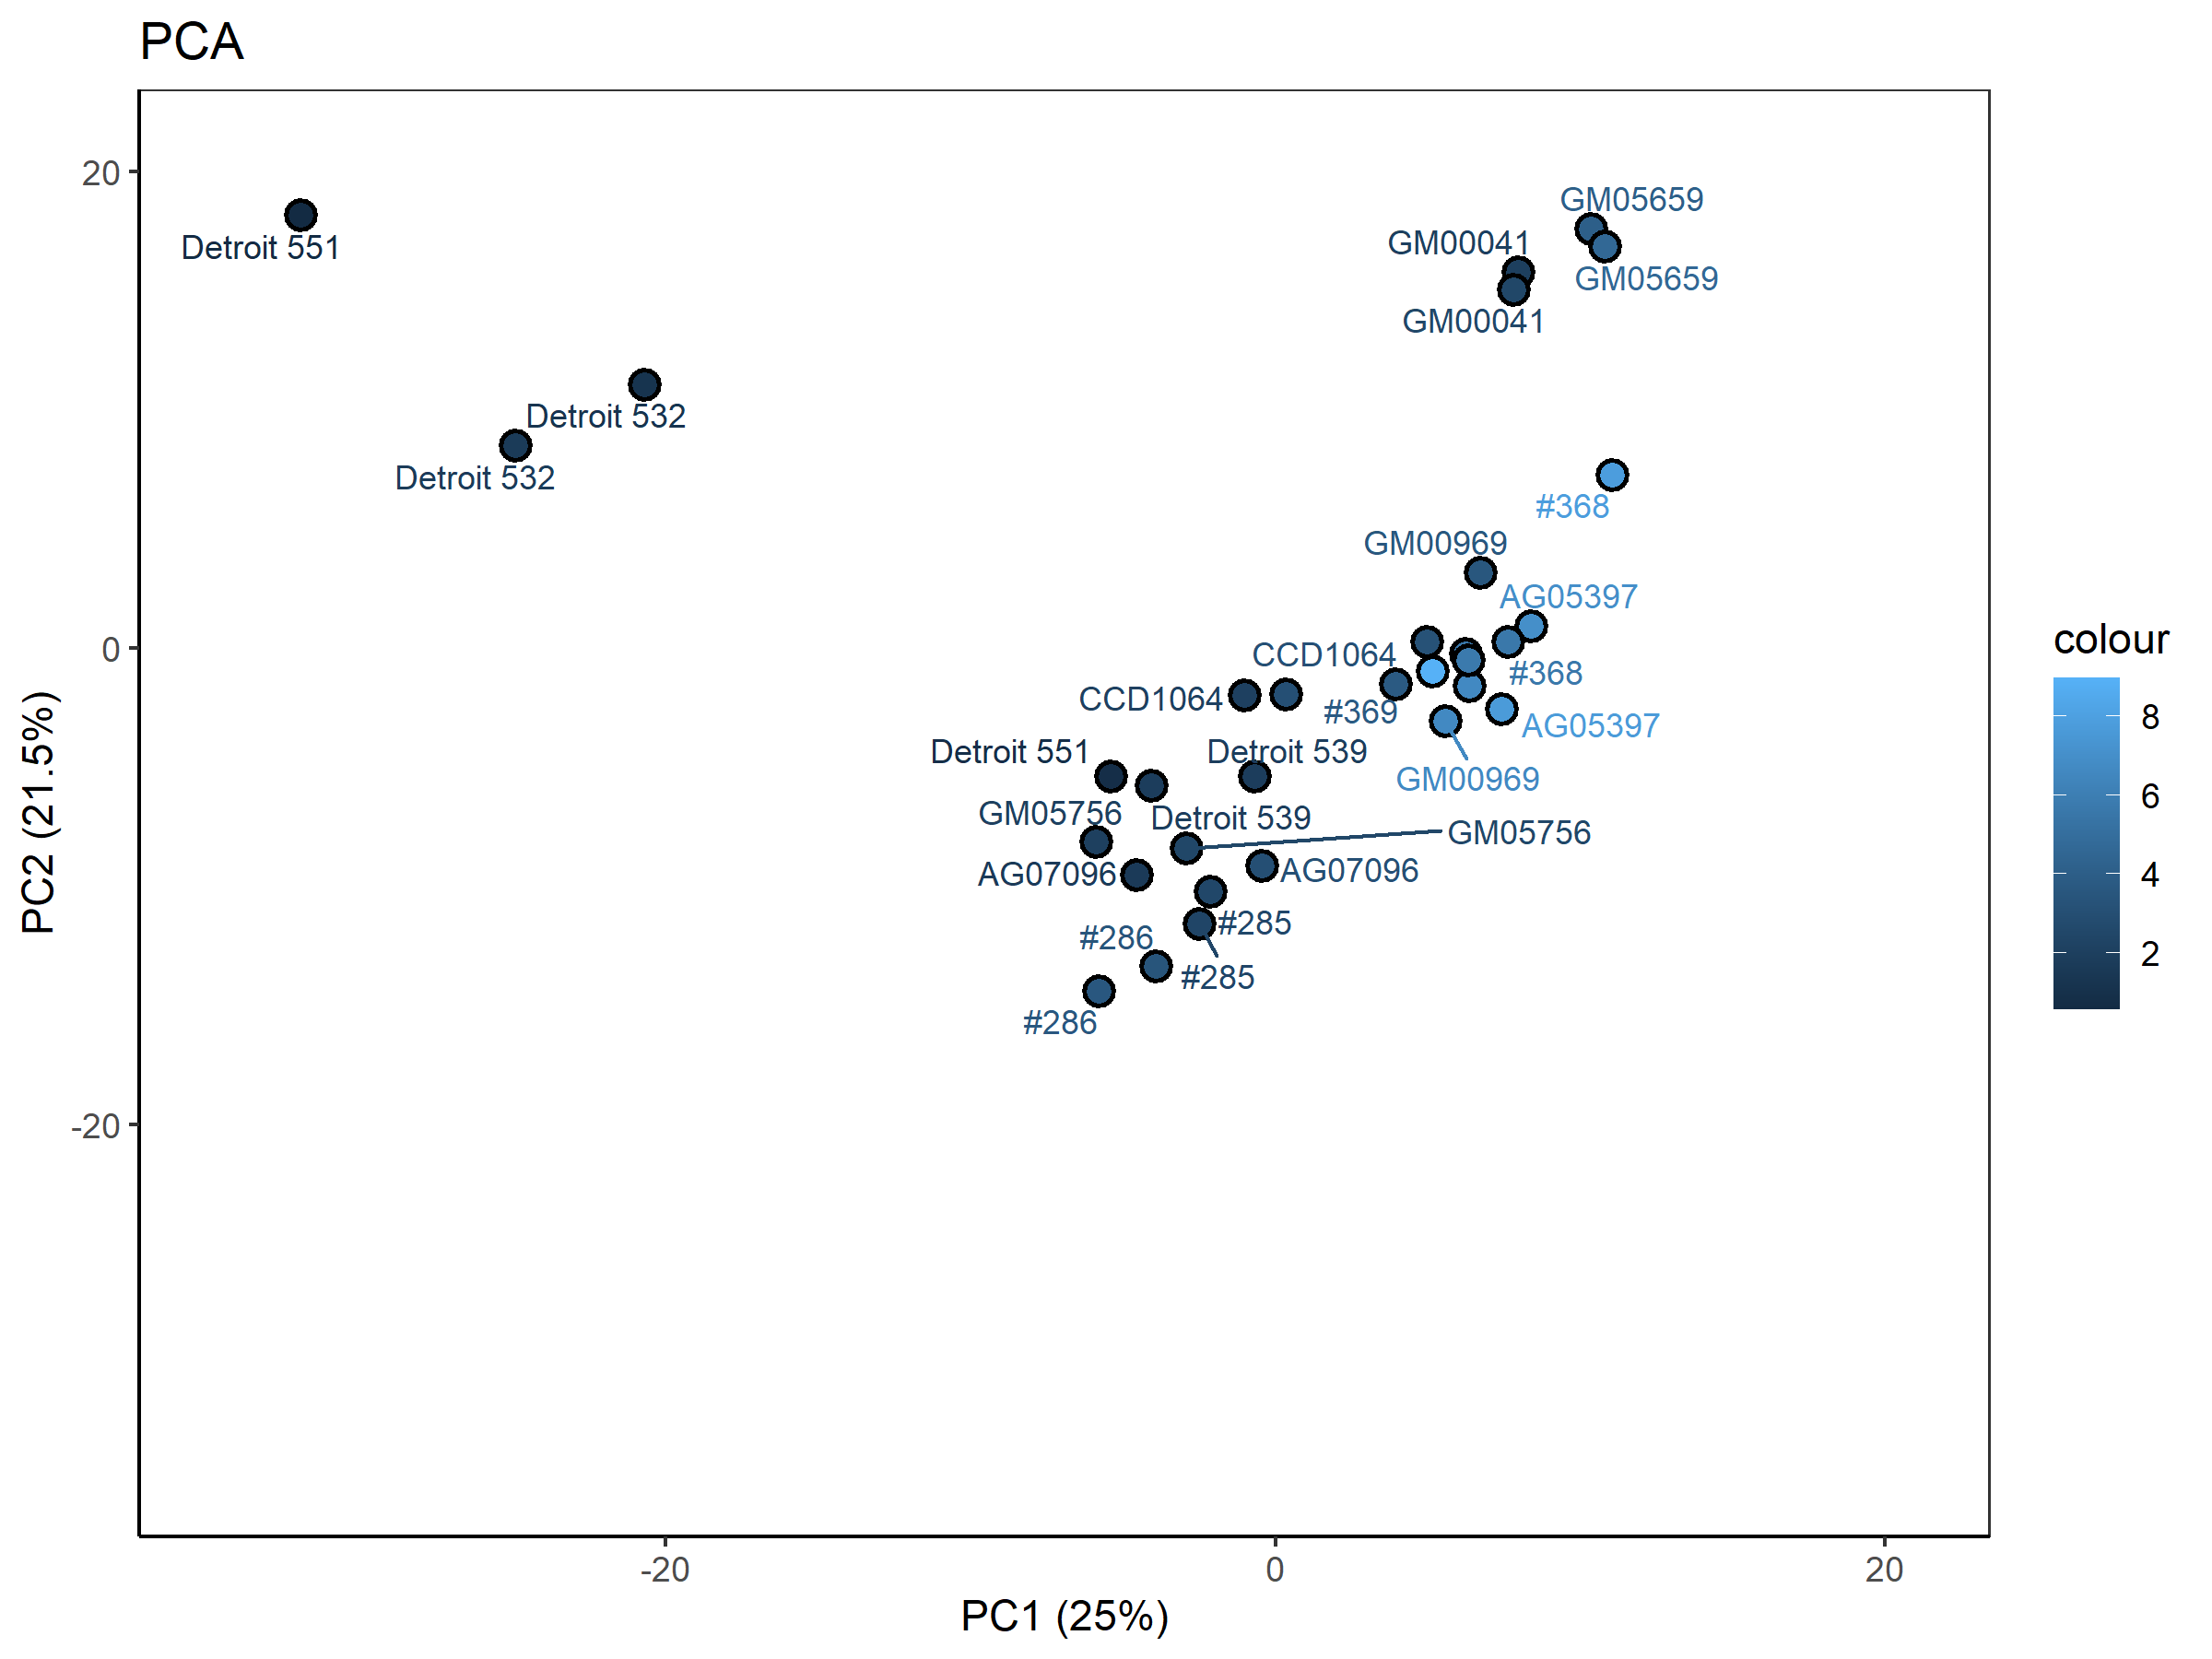 PCA
20
GM05659
GM00041
Detroit 551
GM05659
GM00041
Detroit 532
Detroit 532
#368
GM00969
AG05397
colour
0
CCD1064
#368
CCD1064
#369
8
AG05397
Detroit 551
Detroit 539
GM00969
6
GM05756
Detroit 539
GM05756
AG07096
AG07096
4
#285
#286
2
#285
#286
-20
PC2 (21.5%)
-20
0
20
PC1 (25%)